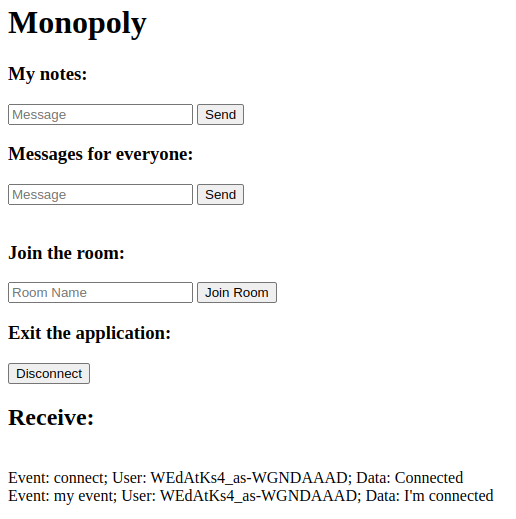 Monopoly
My notes:
Message Send
Messages for everyone:
Message Send
Join the room:
Room Name Join Room
Exit the application:
Disconnect
Receive:
Event: connect; User: WEdAtKs4_as-WGNDAAAD; Data: Connected
Event: my event; User: WEdAtKs4_as-WGNDAAAD; Data: I'm connected